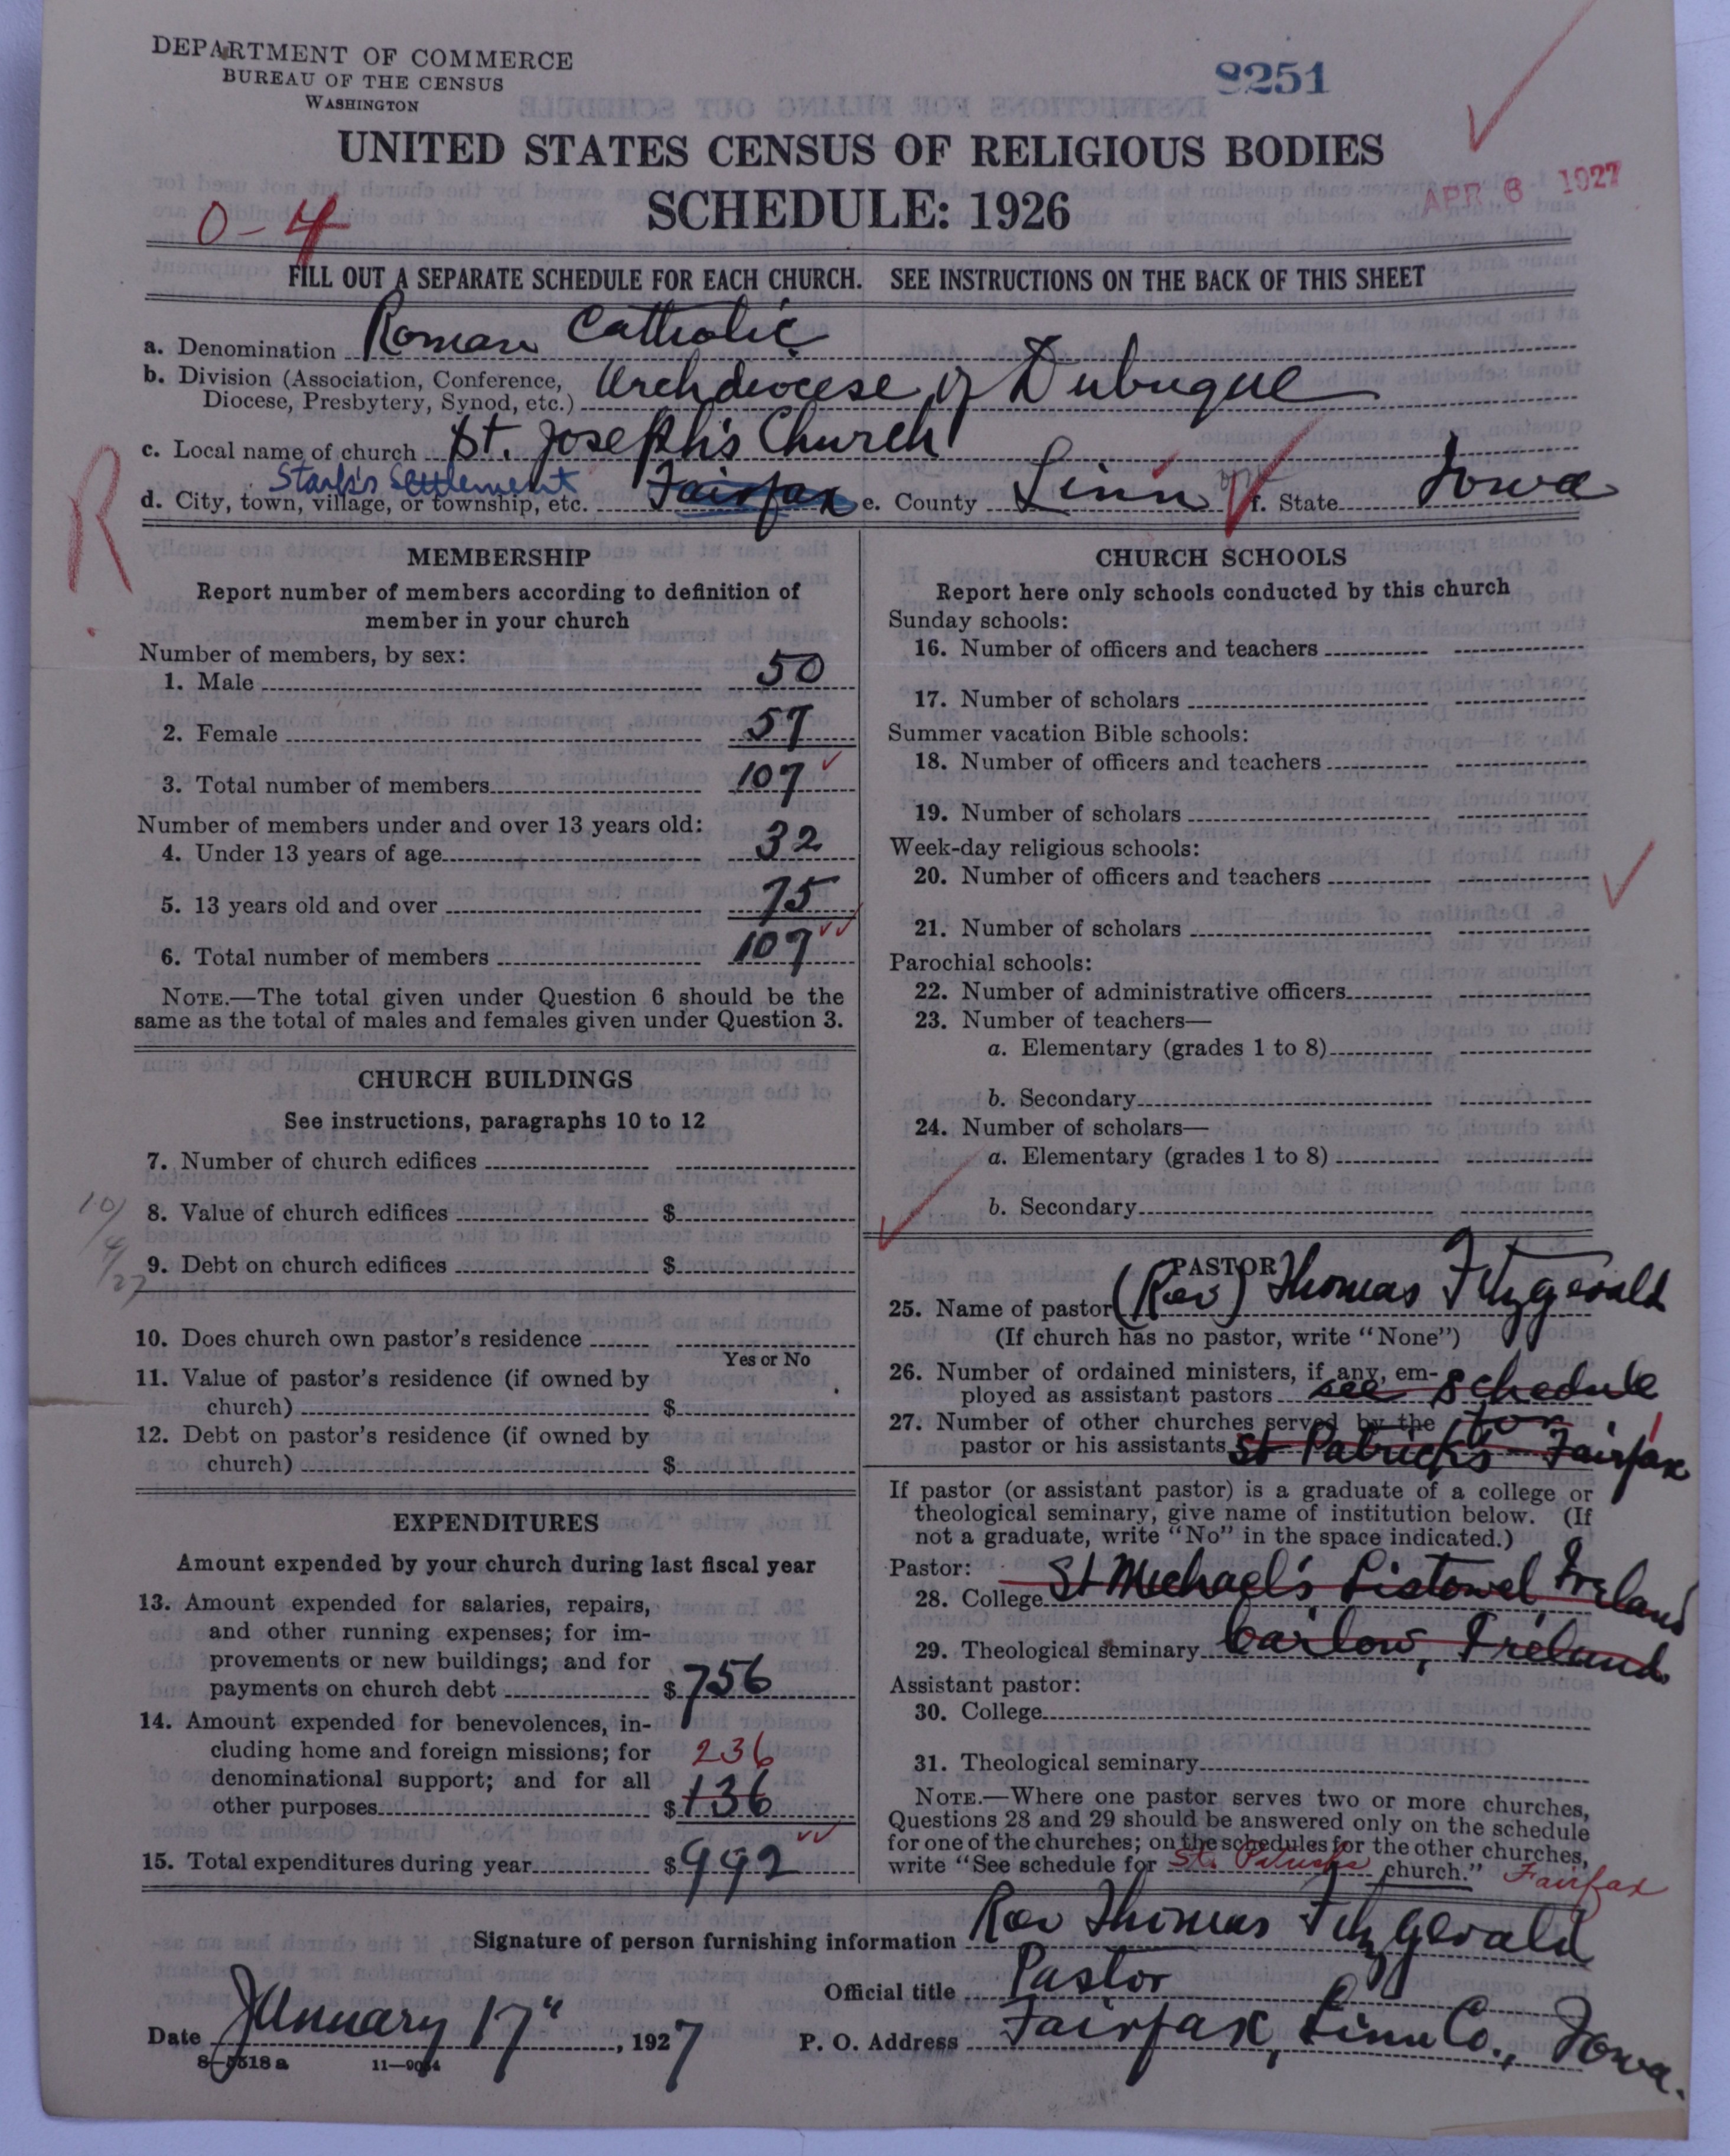 DEPARTMENT OF COMMERCE
BUREAU OF THE CENSUS
WASHINGTON
8251
UNITED STATES CENSUS OF RELIGIOUS BODIES
SCHEDULE: 1926
APR 6 1927
0-4
FILL OUT A SEPARATE SCHEDULE FOR EACH CHURCH. SEE INSTRUCTIONS ON THE BACK OF THIS SHEET
a. Denomination Roman Catholic
b. Division (Association, Conference, Diocese, Presbytery, Synod, etc.) Archdiocese of Dubuque
c. Local name of church St. Joseph's Church
Stark's Settlement
d. City, town, village, or township, etc. Fairfax e. County Linn f. State Iowa
R
MEMBERSHIP
Report number of members according to definition of
member in your church
Number of members, by sex:
1. Male 50
2. Female 57
3. Total number of members 107
Number of members under and over 13 years old:
4. Under 13 years of age 32
5. 13 years old and over 75
6. Total number of members 107
NOTE.—The total given under Question 6 should be the
same as the total of males and females given under Question 3.
CHURCH BUILDINGS
See instructions, paragraphs 10 to 12
7. Number of church edifices
8. Value of church edifices $
9. Debt on church edifices $
10/4/27
10. Does church own pastor's residence
Yes or No
11. Value of pastor's residence (if owned by
church) $
12. Debt on pastor's residence (if owned by
church) $
EXPENDITURES
Amount expended by your church during last fiscal year
13. Amount expended for salaries, repairs,
and other running expenses; for im-
provements or new buildings; and for
payments on church debt $756
14. Amount expended for benevolences, in-
cluding home and foreign missions; for 236
denominational support; and for all
other purposes $136
15. Total expenditures during year $992
CHURCH SCHOOLS
Report here only schools conducted by this church
Sunday schools:
16. Number of officers and teachers
17. Number of scholars
Summer vacation Bible schools:
18. Number of officers and teachers
19. Number of scholars
Week-day religious schools:
20. Number of officers and teachers
21. Number of scholars
Parochial schools:
22. Number of administrative officers
23. Number of teachers—
a. Elementary (grades 1 to 8)
b. Secondary
24. Number of scholars—
a. Elementary (grades 1 to 8)
b. Secondary
PASTOR
25. Name of pastor (Rev) Thomas Fitzgerald
(If church has no pastor, write "None")
26. Number of ordained ministers, if any, em-
ployed as assistant pastors see schedule
27. Number of other churches served by the for
pastor or his assistants St Patrick's - Fairfax
If pastor (or assistant pastor) is a graduate of a college or
theological seminary, give name of institution below. (If
not a graduate, write "No" in the space indicated.)
Pastor:
28. College St Michael's Listowel, Ireland
29. Theological seminary Carlow, Ireland
Assistant pastor:
30. College
31. Theological seminary
NOTE.—Where one pastor serves two or more churches,
Questions 28 and 29 should be answered only on the schedule
for one of the churches; on the schedules for the other churches,
write "See schedule for St. Patricks church." Fairfax
Signature of person furnishing information Rev Thomas Fitzgerald
Official title Pastor
Date January 17", 1927 P. O. Address Fairfax, Linn Co., Iowa.
8-5518 a 11-9054